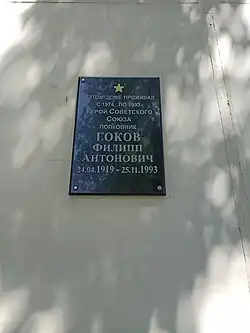 В ЭТОМ ДОМЕ ПРОЖИВАЛ
С 1974 ПО 1993
ГЕРОЙ СОВЕТСКОГО
СОЮЗА
ПОЛКОВНИК
ГОКОВ
ФИЛИПП
АНТОНОВИЧ
24.04.1919 - 25.11.1993